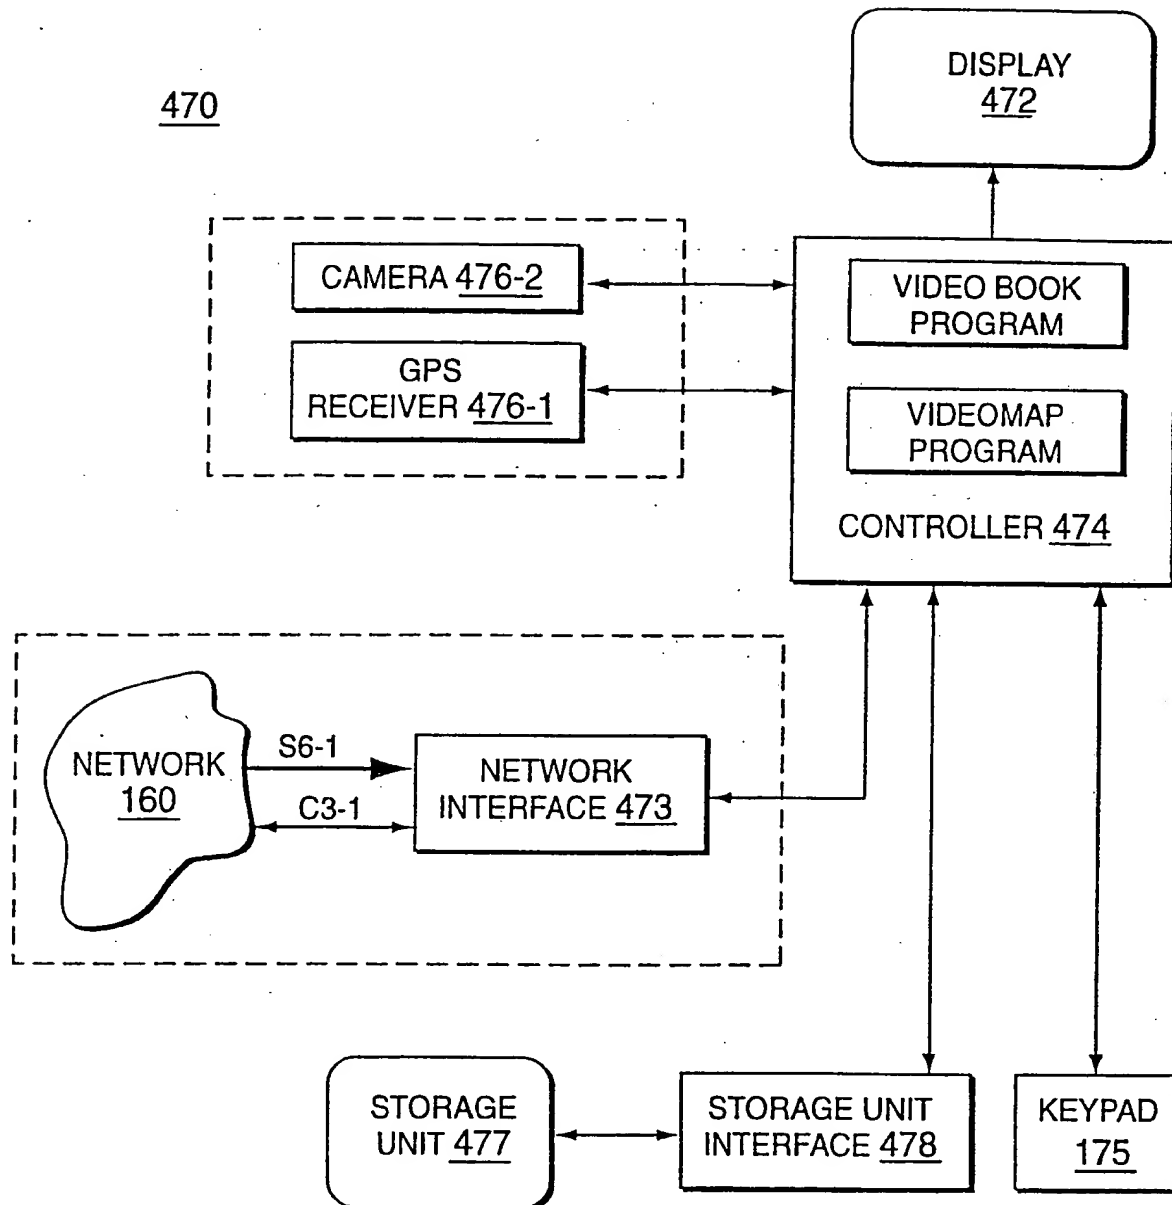 470
DISPLAY
472
CAMERA 476-2
GPS
RECEIVER 476-1
VIDEO BOOK
PROGRAM
VIDEOMAP
PROGRAM
CONTROLLER 474
NETWORK
160
S6-1
C3-1
NETWORK
INTERFACE 473
STORAGE
UNIT 477
STORAGE UNIT
INTERFACE 478
KEYPAD
175